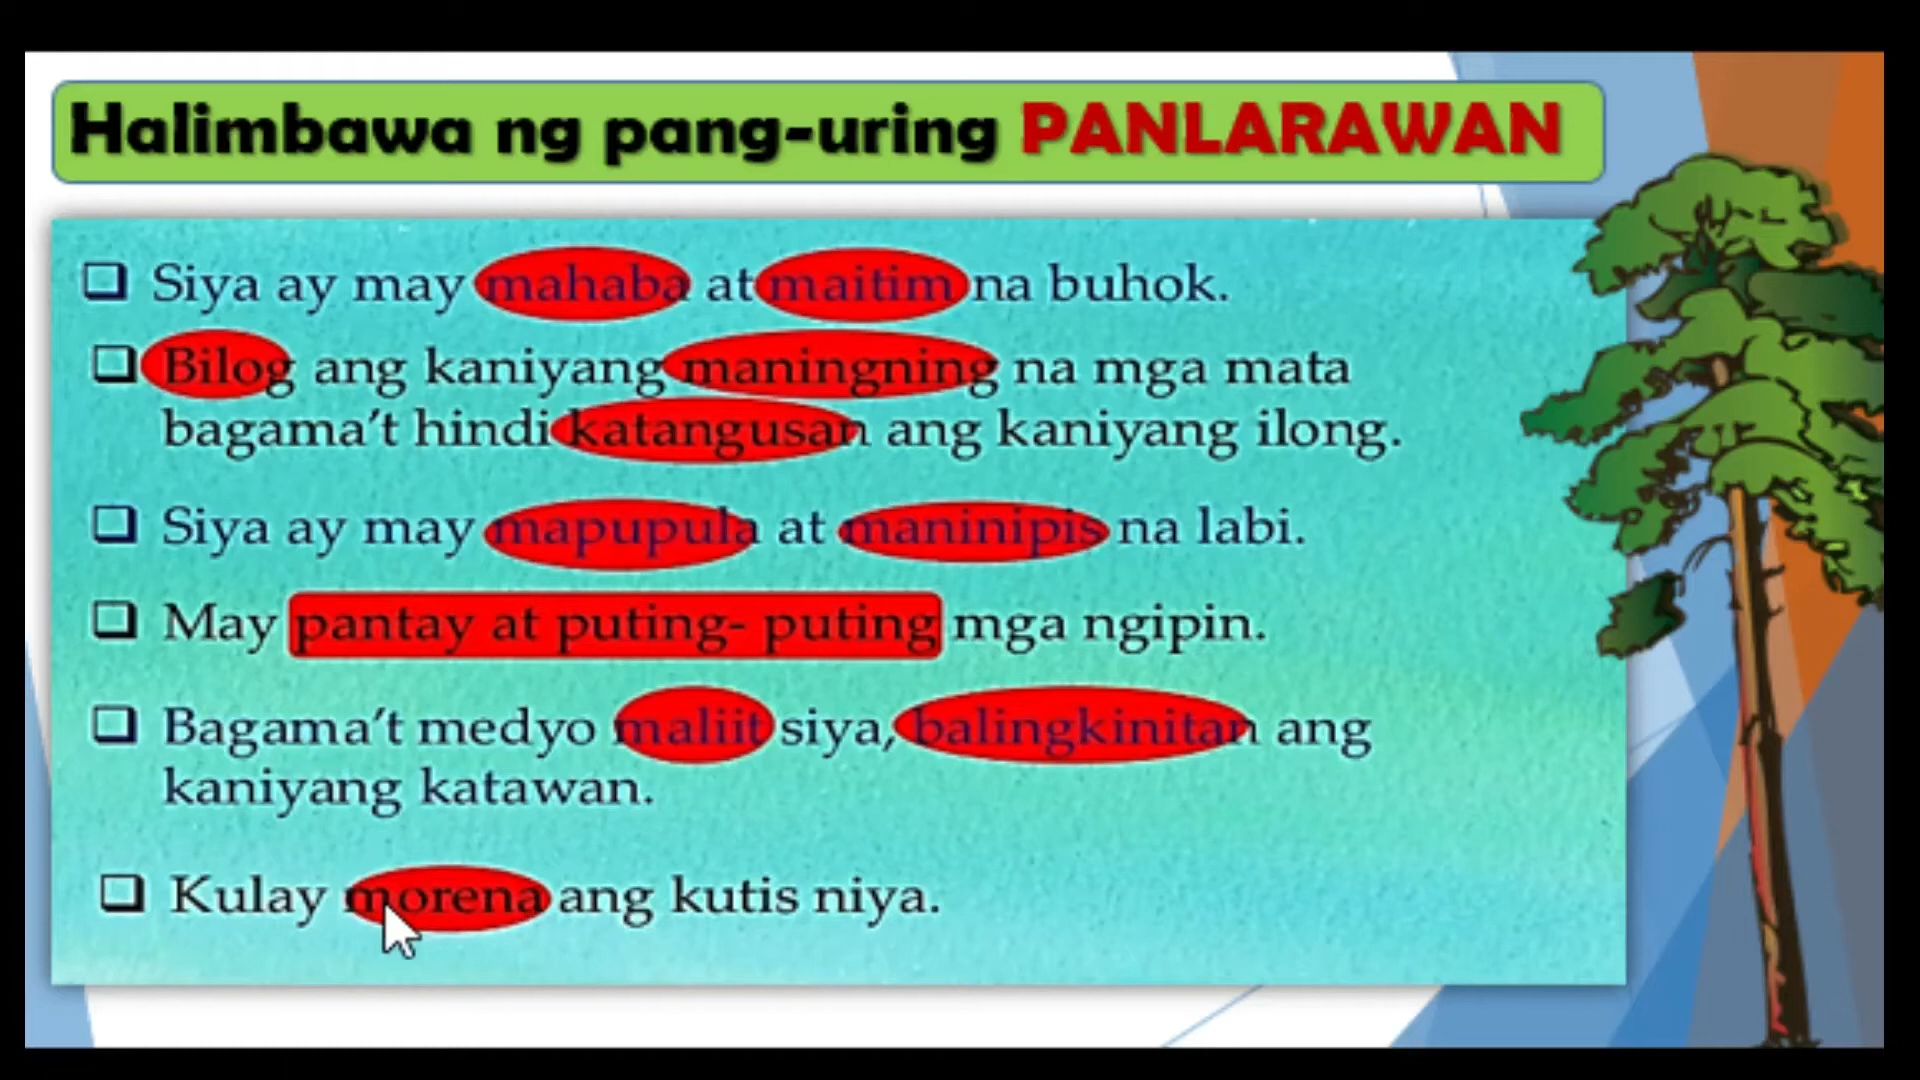 Halimbawa ng pang-uring PANLARAWAN
Siya ay may mahaba at maitim na buhok.
Bilog ang kaniyang maningning na mga mata
bagama't hindi katangusan ang kaniyang ilong.
Siya ay may mapupula at maninipis na labi.
May pantay at puting- puting mga ngipin.
Bagama't medyo maliit siya, balingkinitan ang
kaniyang katawan.
Kulay morena ang kutis niya.